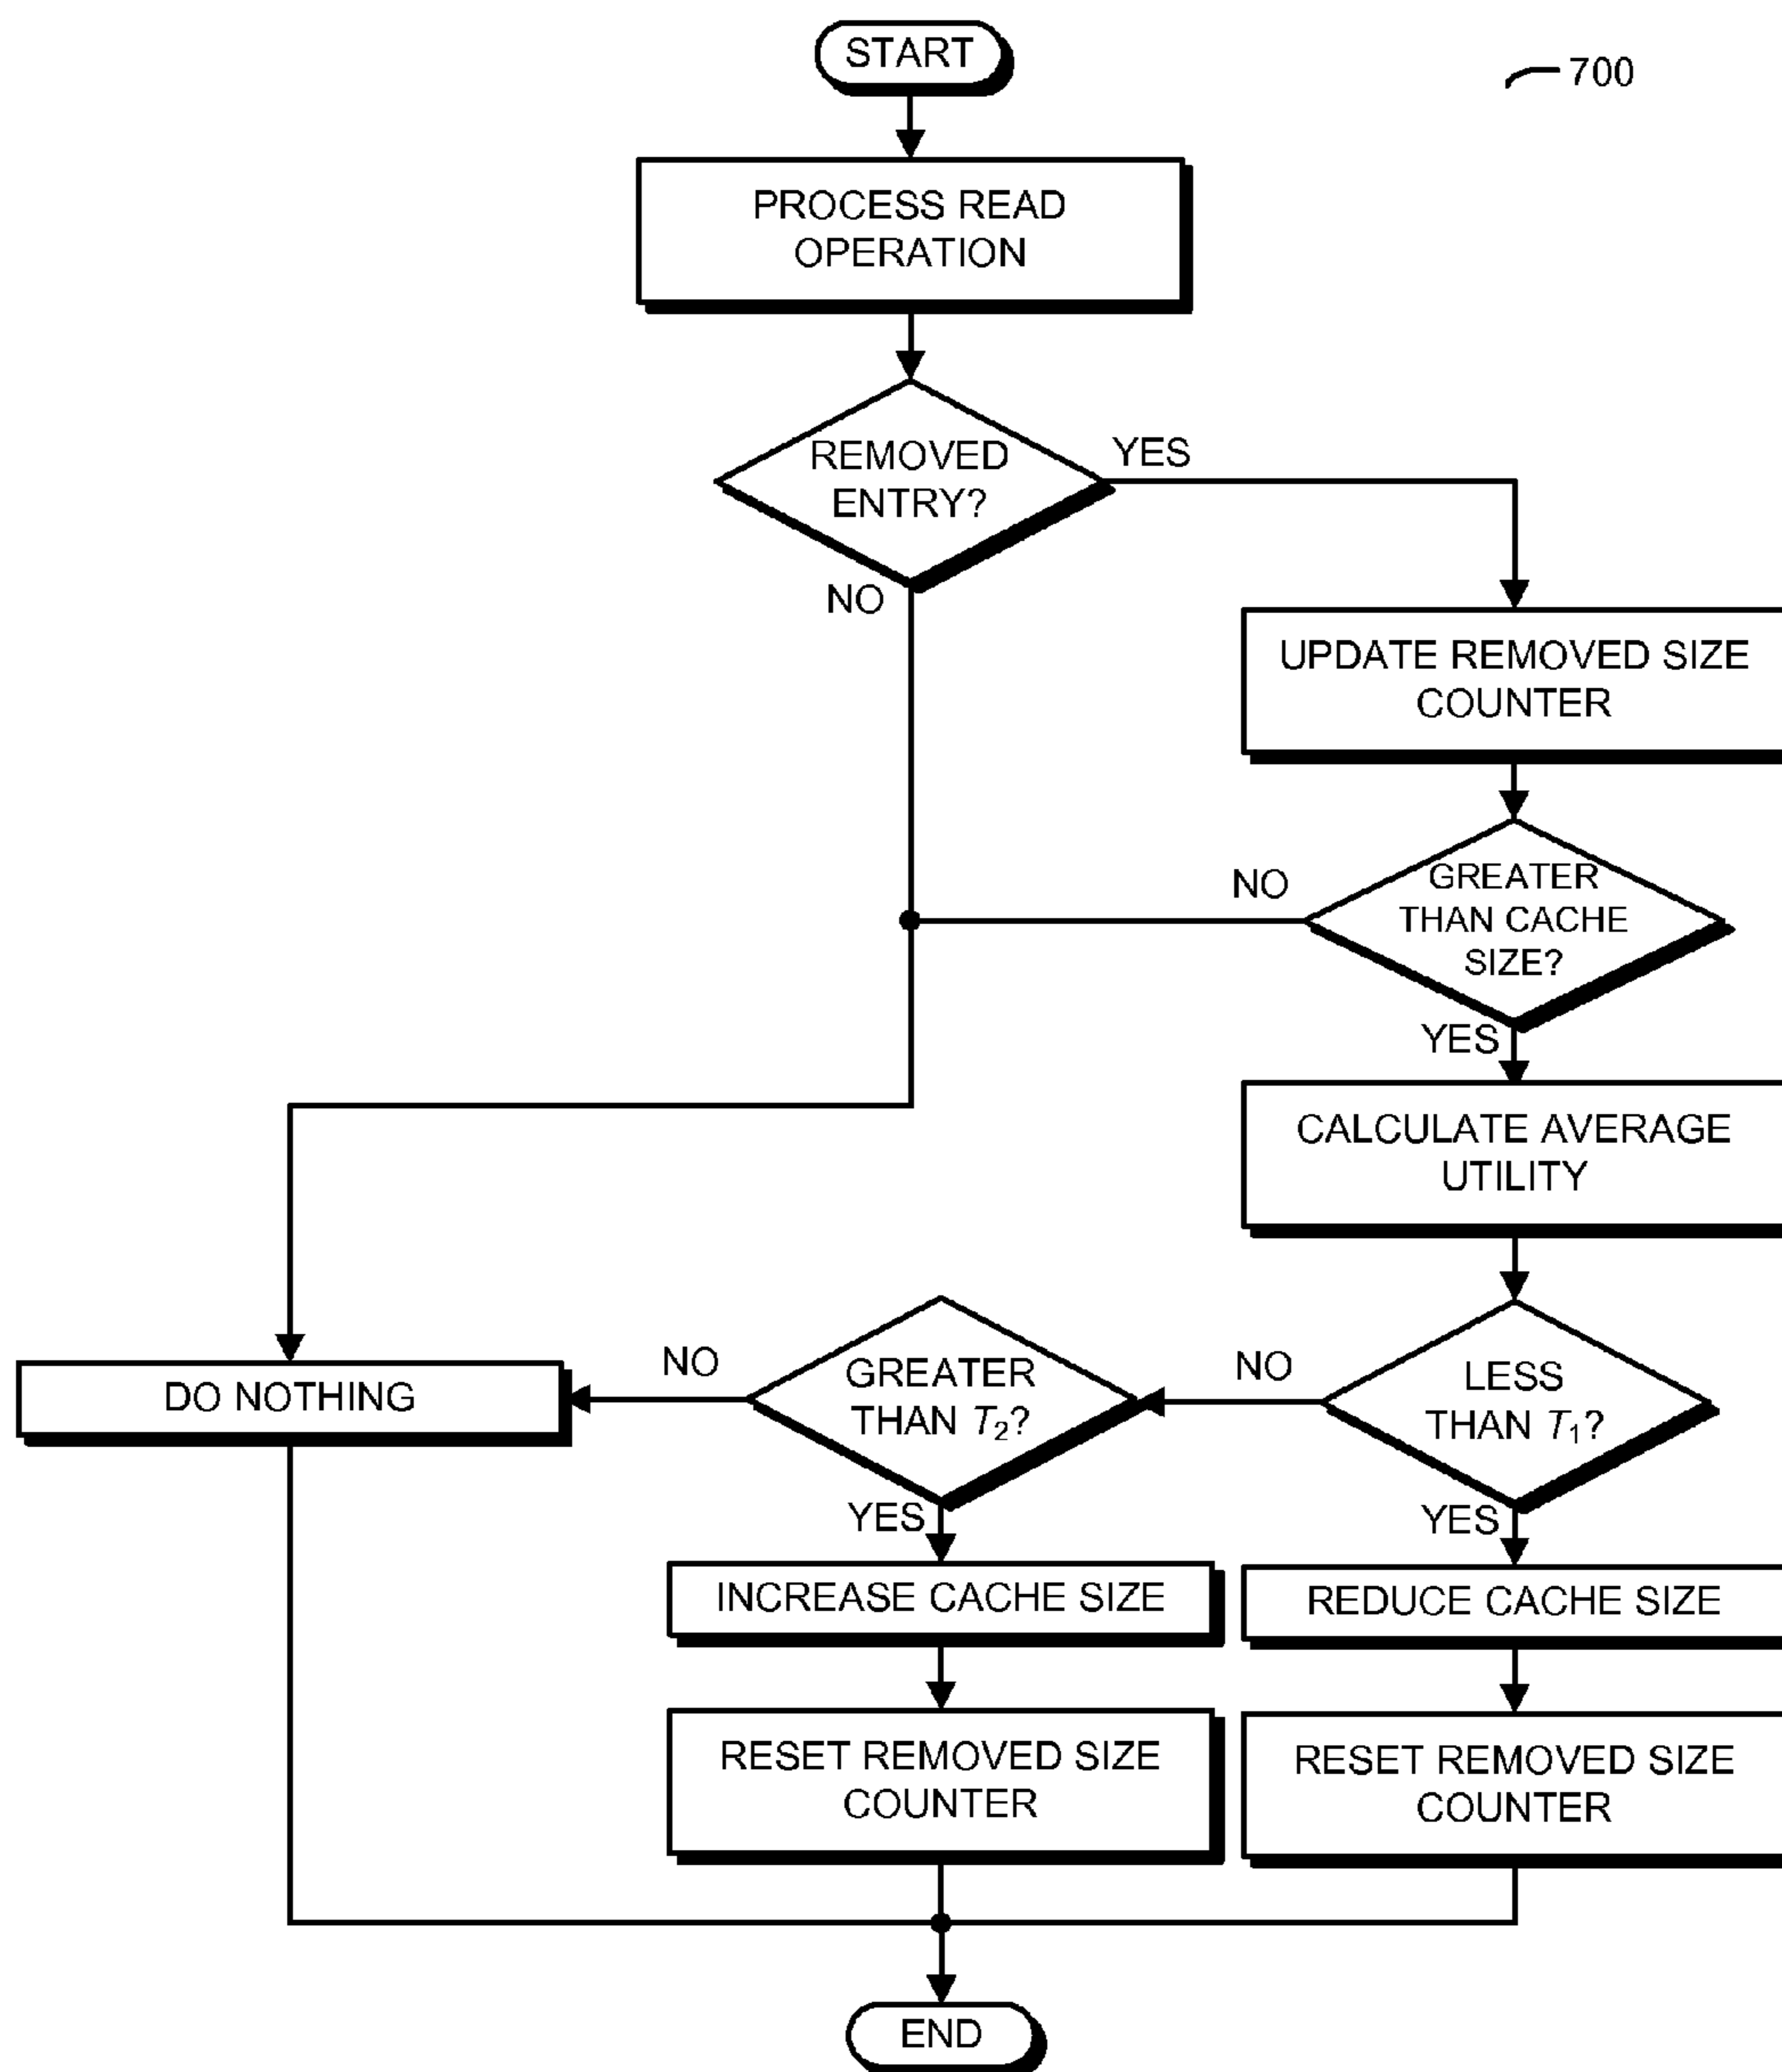 START
700
PROCESS READ
OPERATION
REMOVED
ENTRY?
YES
NO
UPDATE REMOVED SIZE
COUNTER
GREATER
THAN CACHE
SIZE?
NO
YES
CALCULATE AVERAGE
UTILITY
LESS
THAN T₁?
NO
YES
GREATER
THAN T₂?
NO
YES
DO NOTHING
INCREASE CACHE SIZE
REDUCE CACHE SIZE
RESET REMOVED SIZE
COUNTER
RESET REMOVED SIZE
COUNTER
END